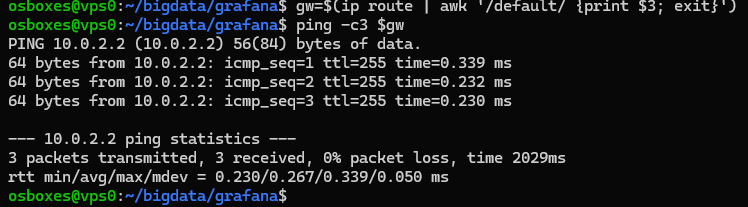 osboxes@vps0:~/bigdata/grafana$ gw=$(ip route | awk '/default/ {print $3; exit}')
osboxes@vps0:~/bigdata/grafana$ ping -c3 $gw
PING 10.0.2.2 (10.0.2.2) 56(84) bytes of data.
64 bytes from 10.0.2.2: icmp_seq=1 ttl=255 time=0.339 ms
64 bytes from 10.0.2.2: icmp_seq=2 ttl=255 time=0.232 ms
64 bytes from 10.0.2.2: icmp_seq=3 ttl=255 time=0.230 ms

--- 10.0.2.2 ping statistics ---
3 packets transmitted, 3 received, 0% packet loss, time 2029ms
rtt min/avg/max/mdev = 0.230/0.267/0.339/0.050 ms
osboxes@vps0:~/bigdata/grafana$